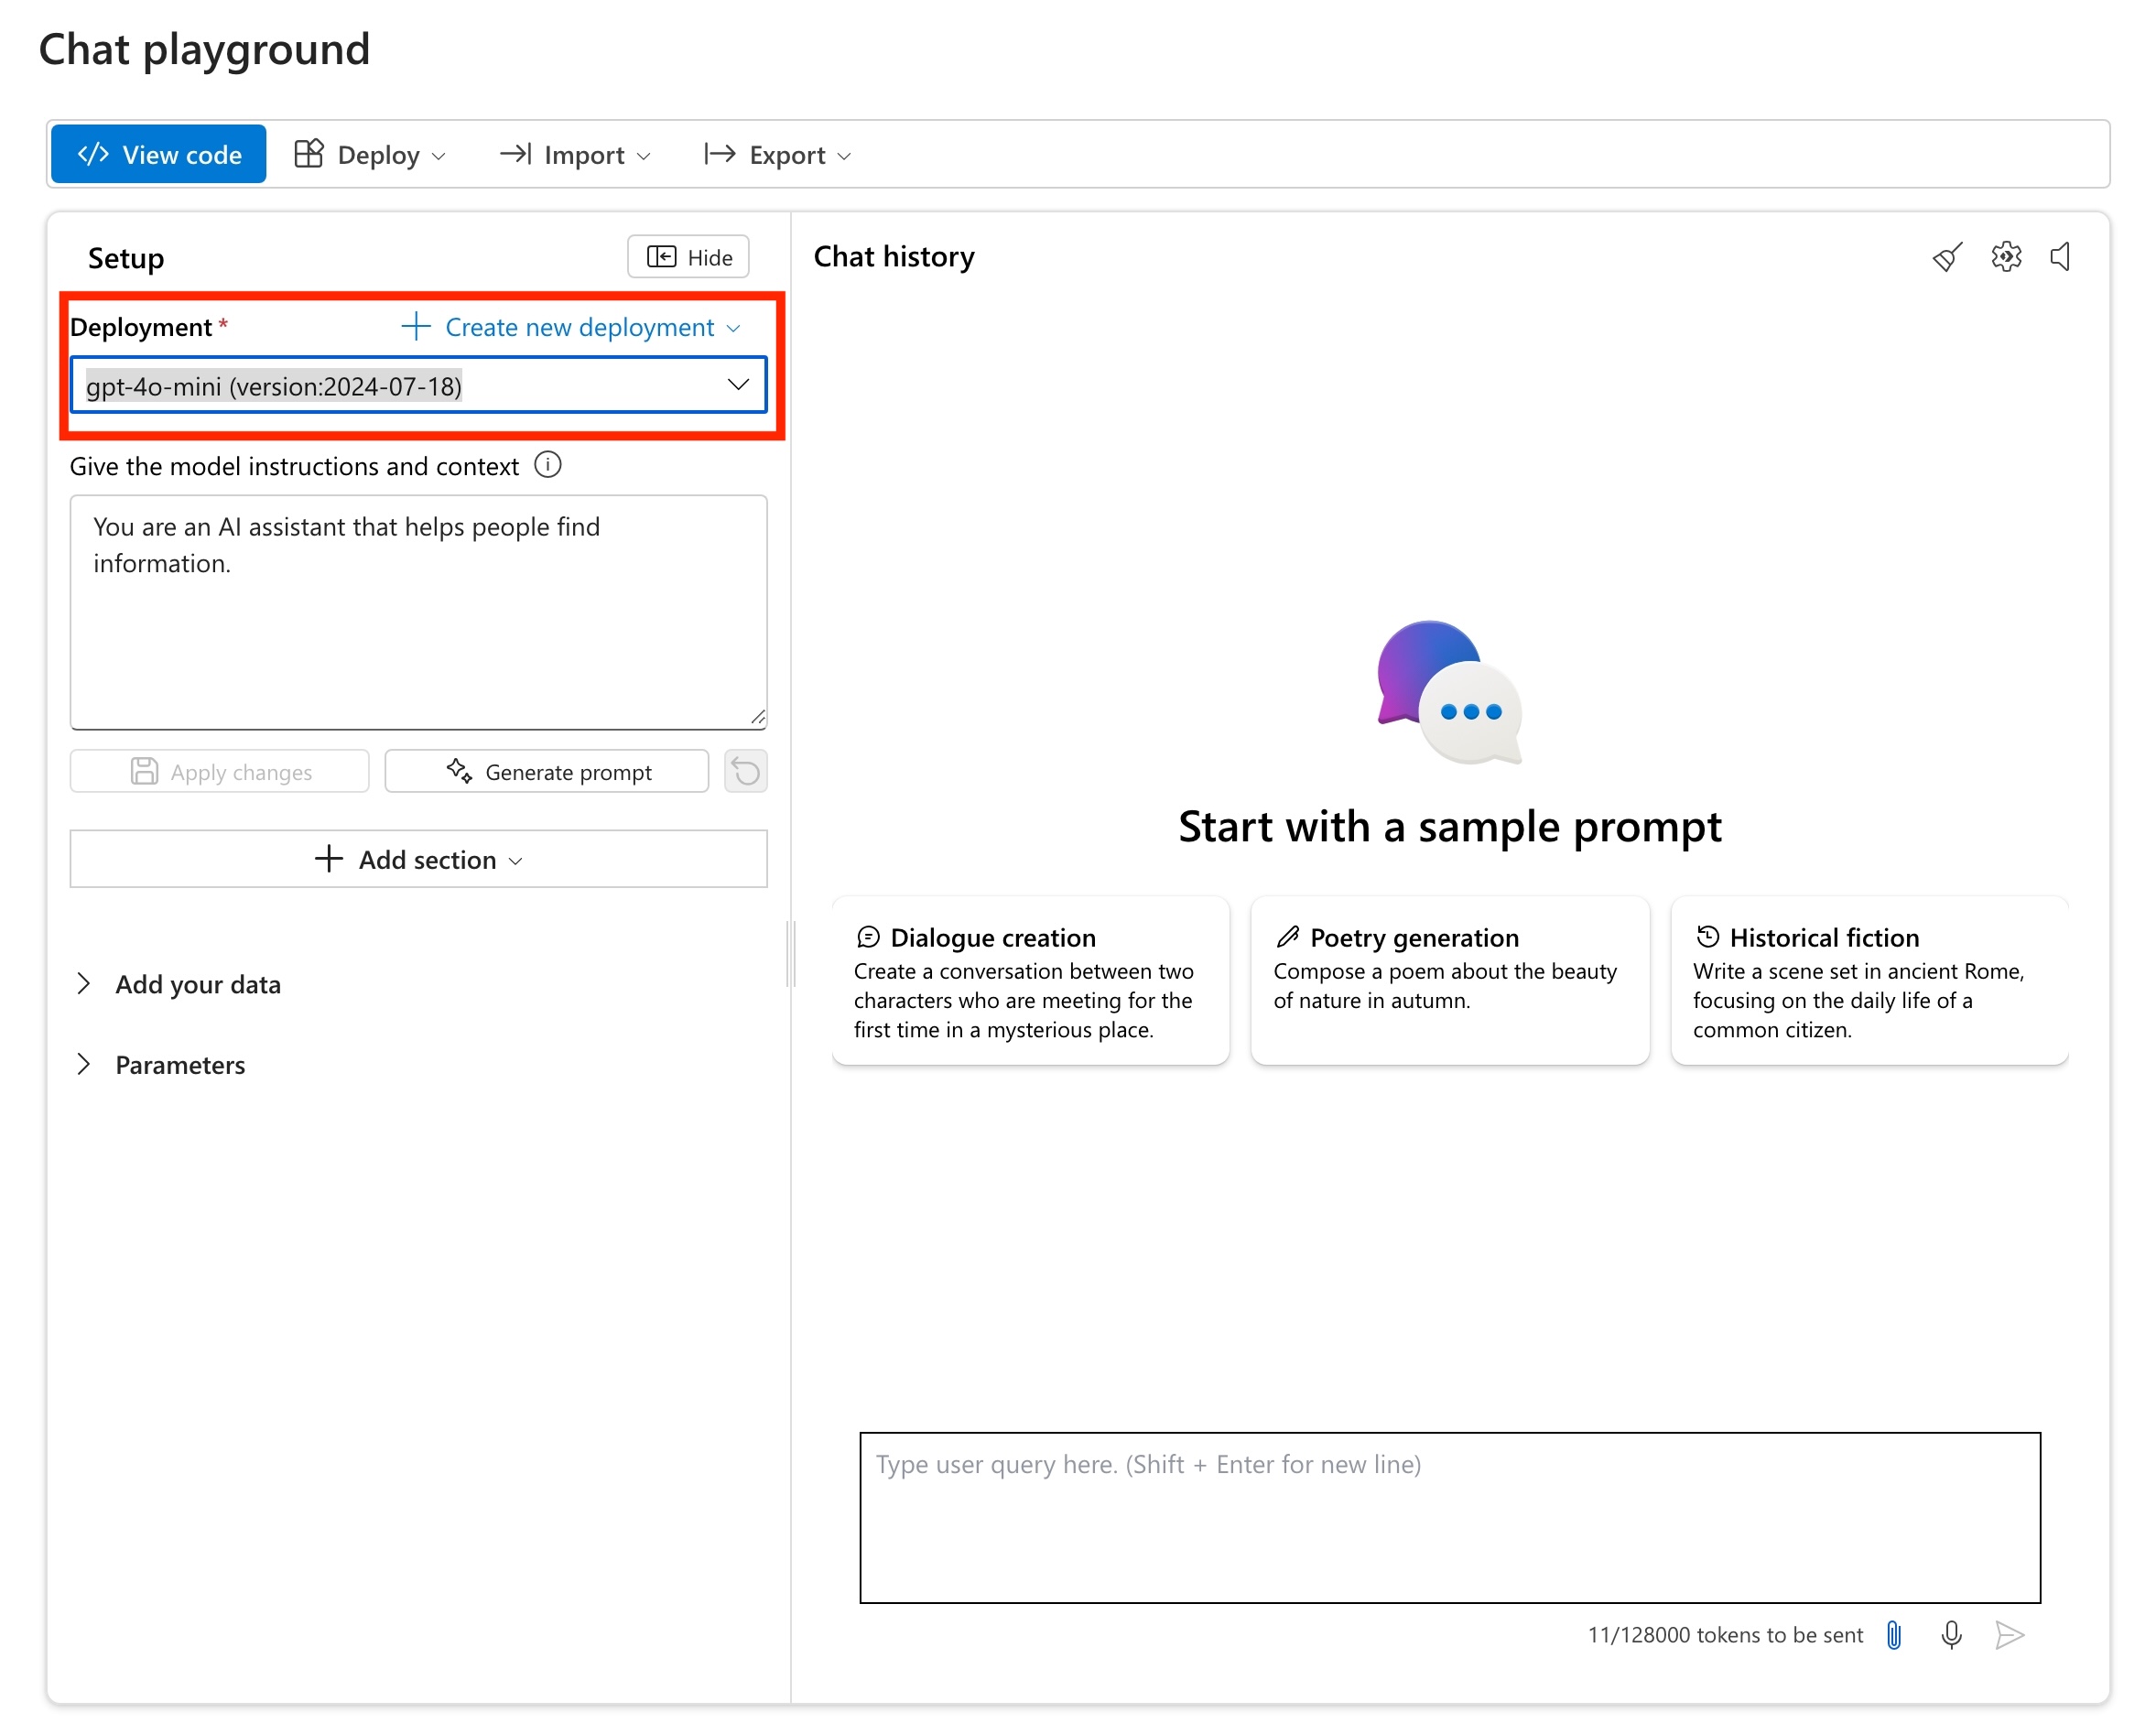 Chat playground
View code
Deploy
Import
Export
Setup
Hide
Deployment *
Create new deployment
gpt-4o-mini (version:2024-07-18)
Give the model instructions and context
You are an AI assistant that helps people find
information.
Apply changes
Generate prompt
Add section
Add your data
Parameters
Chat history
Start with a sample prompt
Dialogue creation
Create a conversation between two
characters who are meeting for the
first time in a mysterious place.
Poetry generation
Compose a poem about the beauty
of nature in autumn.
Historical fiction
Write a scene set in ancient Rome,
focusing on the daily life of a
common citizen.
Type user query here. (Shift + Enter for new line)
11/128000 tokens to be sent